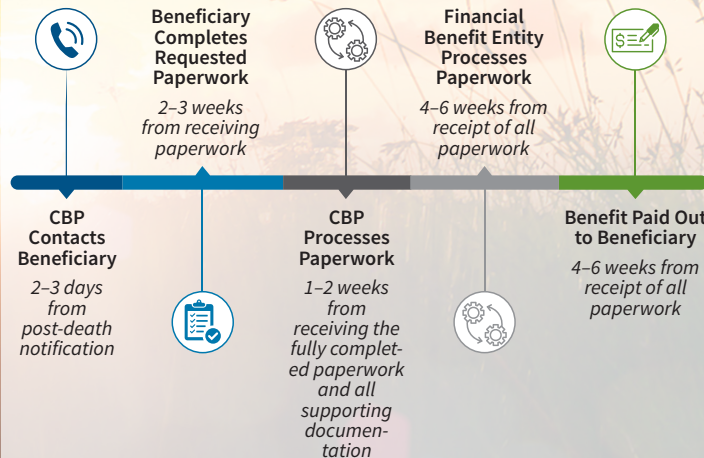 CBP
Contacts
Beneficiary
2–3 days
from
post-death
notification
Beneficiary
Completes
Requested
Paperwork
2–3 weeks
from receiving
paperwork
CBP
Processes
Paperwork
1–2 weeks
from
receiving the
fully complet-
ed paperwork
and all
supporting
documen-
tation
Financial
Benefit Entity
Processes
Paperwork
4–6 weeks from
receipt of all
paperwork
$
Benefit Paid Out
to Beneficiary
4–6 weeks from
receipt of all
paperwork